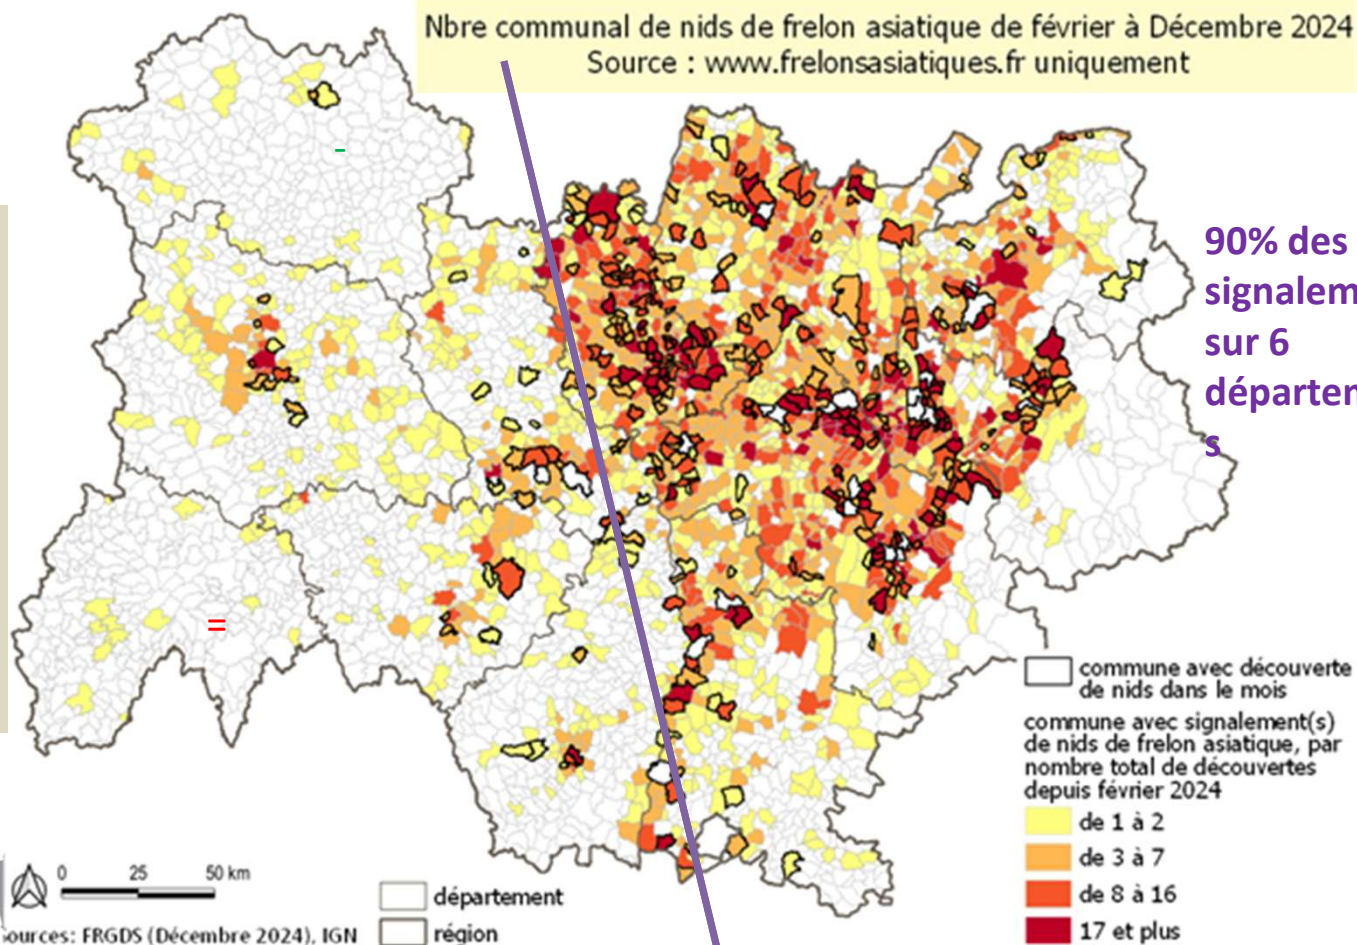 Nbre communal de nids de frelon asiatique de février à Décembre 2024
Source : www.frelonsasiatiques.fr uniquement
-
90% des
signalem
sur 6
départem
s
=
commune avec découverte
de nids dans le mois
commune avec signalement(s)
de nids de frelon asiatique, par
nombre total de découvertes
depuis février 2024
de 1 à 2
de 3 à 7
de 8 à 16
17 et plus
0 25 50 km
département
région
ources: FRGDS (Décembre 2024), IGN